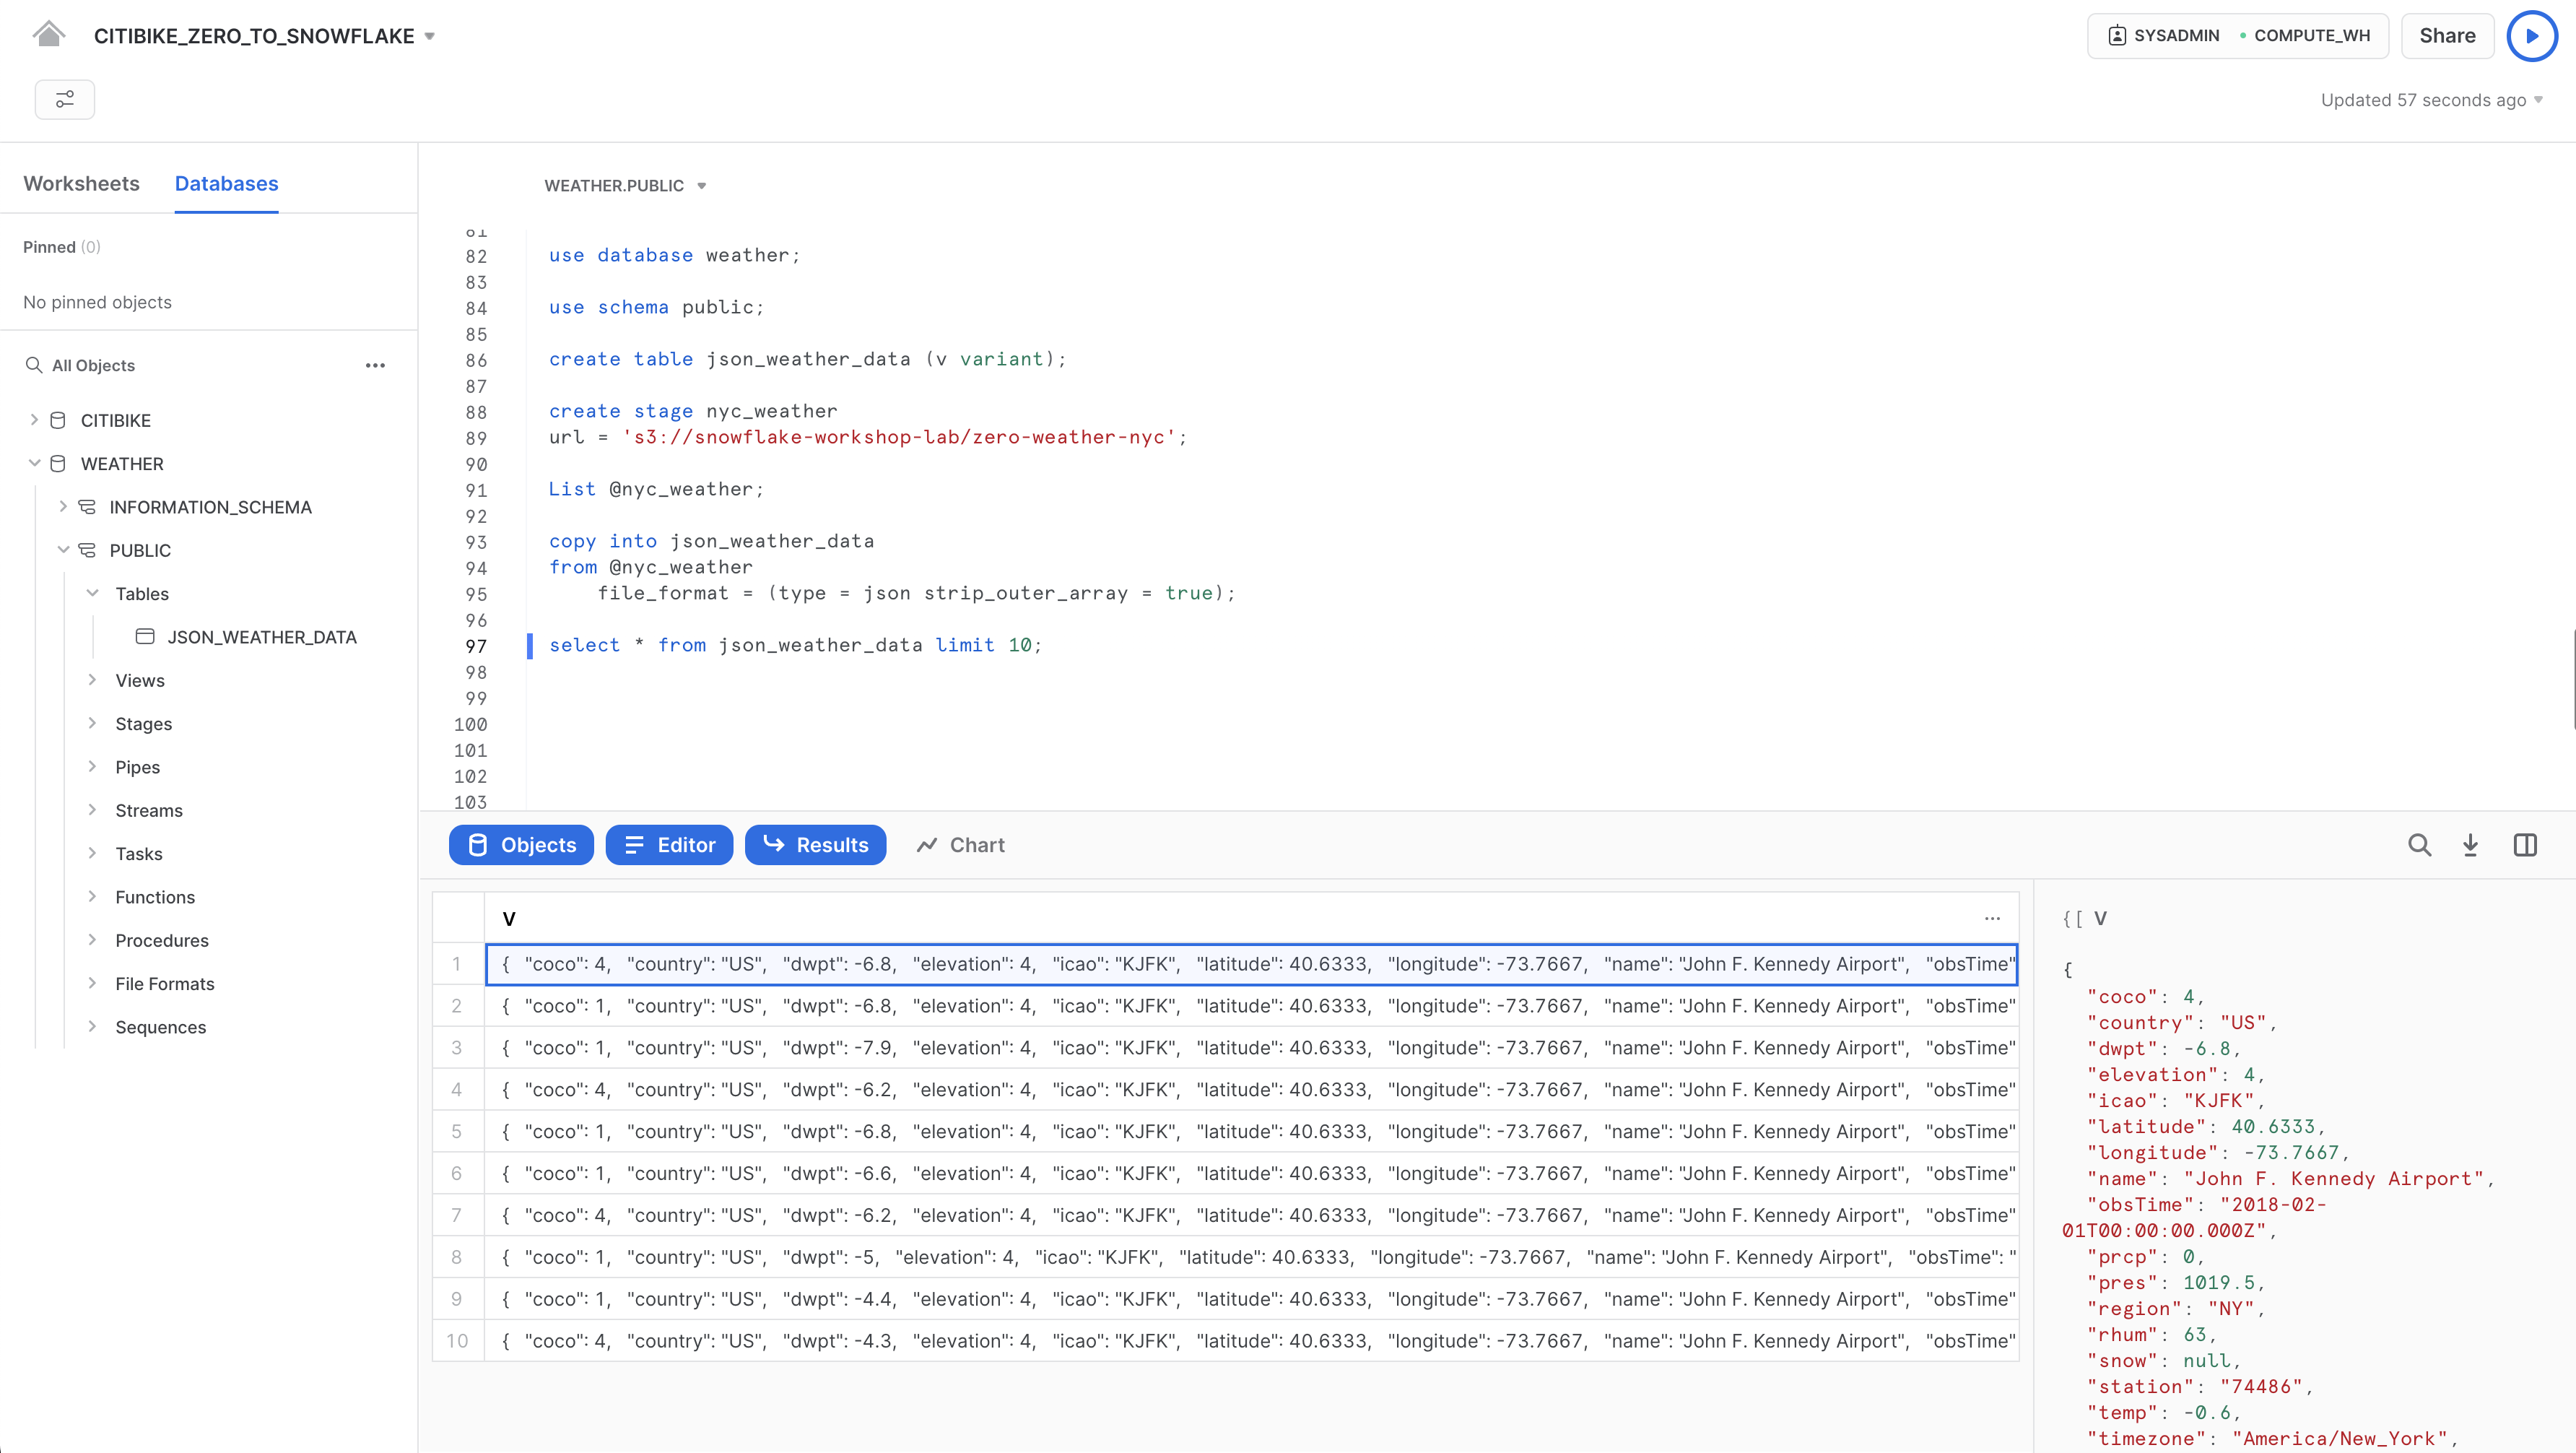 CITIBIKE_ZERO_TO_SNOWFLAKE
SYSADMIN COMPUTE_WH
Share
Updated 57 seconds ago
Worksheets
Databases
Pinned (0)
No pinned objects
All Objects
CITIBIKE
WEATHER
INFORMATION_SCHEMA
PUBLIC
Tables
JSON_WEATHER_DATA
Views
Stages
Pipes
Streams
Tasks
Functions
Procedures
File Formats
Sequences
WEATHER.PUBLIC
81
82 use database weather;
83
84 use schema public;
85
86 create table json_weather_data (v variant);
87
88 create stage nyc_weather
89 url = 's3://snowflake-workshop-lab/zero-weather-nyc';
90
91 List @nyc_weather;
92
93 copy into json_weather_data
94 from @nyc_weather
95 file_format = (type = json strip_outer_array = true);
96
97 select * from json_weather_data limit 10;
98
99
100
101
102
103
Objects
Editor
Results
Chart
V ...
1 { "coco": 4, "country": "US", "dwpt": -6.8, "elevation": 4, "icao": "KJFK", "latitude": 40.6333, "longitude": -73.7667, "name": "John F. Kennedy Airport", "obsTime"
2 { "coco": 1, "country": "US", "dwpt": -6.8, "elevation": 4, "icao": "KJFK", "latitude": 40.6333, "longitude": -73.7667, "name": "John F. Kennedy Airport", "obsTime"
3 { "coco": 1, "country": "US", "dwpt": -7.9, "elevation": 4, "icao": "KJFK", "latitude": 40.6333, "longitude": -73.7667, "name": "John F. Kennedy Airport", "obsTime"
4 { "coco": 4, "country": "US", "dwpt": -6.2, "elevation": 4, "icao": "KJFK", "latitude": 40.6333, "longitude": -73.7667, "name": "John F. Kennedy Airport", "obsTime"
5 { "coco": 1, "country": "US", "dwpt": -6.8, "elevation": 4, "icao": "KJFK", "latitude": 40.6333, "longitude": -73.7667, "name": "John F. Kennedy Airport", "obsTime"
6 { "coco": 1, "country": "US", "dwpt": -6.6, "elevation": 4, "icao": "KJFK", "latitude": 40.6333, "longitude": -73.7667, "name": "John F. Kennedy Airport", "obsTime"
7 { "coco": 4, "country": "US", "dwpt": -6.2, "elevation": 4, "icao": "KJFK", "latitude": 40.6333, "longitude": -73.7667, "name": "John F. Kennedy Airport", "obsTime"
8 { "coco": 1, "country": "US", "dwpt": -5, "elevation": 4, "icao": "KJFK", "latitude": 40.6333, "longitude": -73.7667, "name": "John F. Kennedy Airport", "obsTime": "
9 { "coco": 1, "country": "US", "dwpt": -4.4, "elevation": 4, "icao": "KJFK", "latitude": 40.6333, "longitude": -73.7667, "name": "John F. Kennedy Airport", "obsTime"
10 { "coco": 4, "country": "US", "dwpt": -4.3, "elevation": 4, "icao": "KJFK", "latitude": 40.6333, "longitude": -73.7667, "name": "John F. Kennedy Airport", "obsTime"
{[ V
{
"coco": 4,
"country": "US",
"dwpt": -6.8,
"elevation": 4,
"icao": "KJFK",
"latitude": 40.6333,
"longitude": -73.7667,
"name": "John F. Kennedy Airport",
"obsTime": "2018-02-
01T00:00:00.000Z",
"prcp": 0,
"pres": 1019.5,
"region": "NY",
"rhum": 63,
"snow": null,
"station": "74486",
"temp": -0.6,
"timezone": "America/New_York",